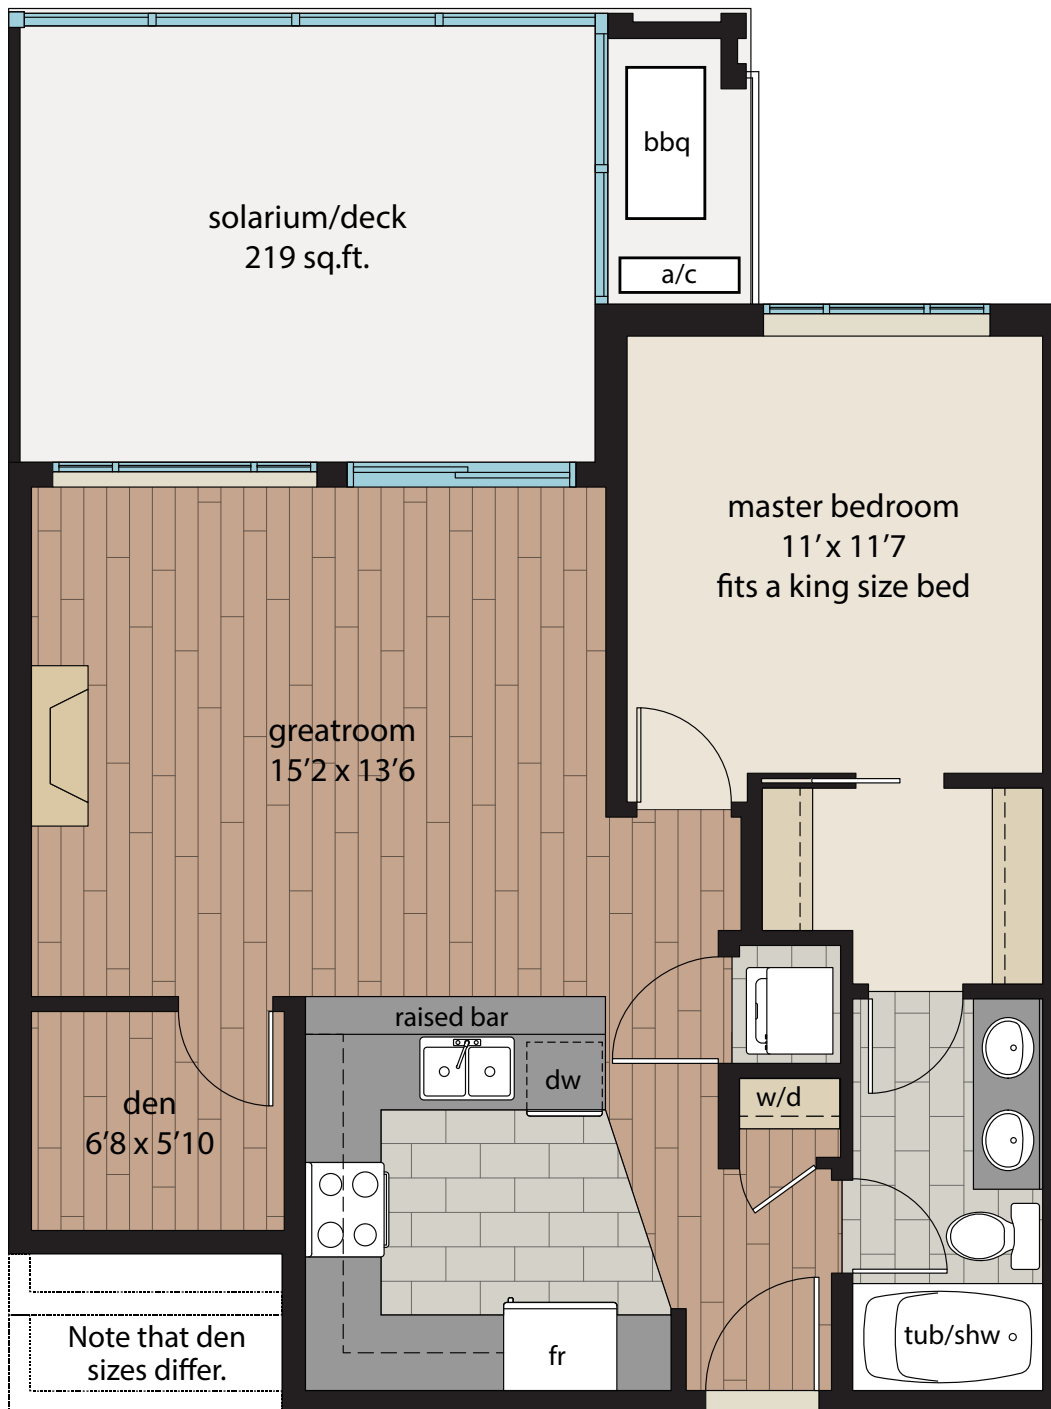 bbq
solarium/deck
219 sq.ft.
a/c
master bedroom
11' x 11'7
fits a king size bed
greatroom
15'2 x 13'6
raised bar
dw
den
6'8 x 5'10
w/d
Note that den
sizes differ.
fr
tub/shw